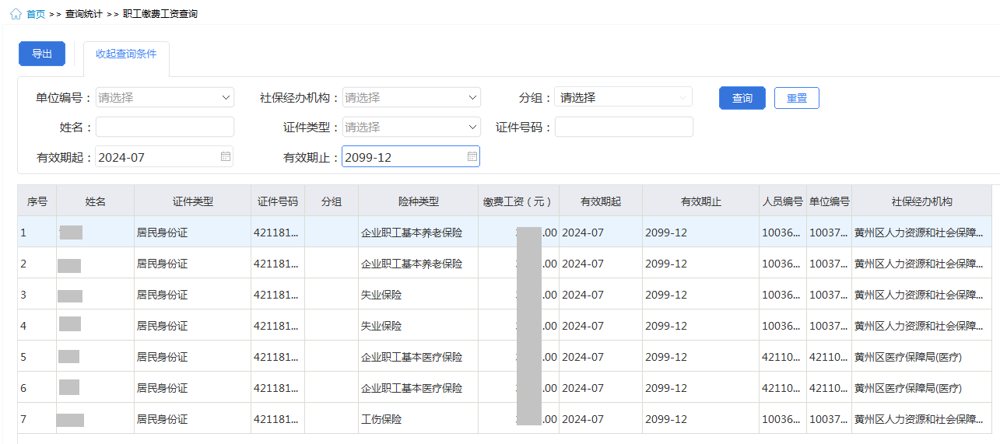 首页 >> 查询统计 >> 职工缴费工资查询
导出 收起查询条件
单位编号： 请选择 社保经办机构： 请选择 分组： 请选择 查询 重置
姓名： 证件类型： 请选择 证件号码：
有效期起： 2024-07 有效期止： 2099-12
序号 姓名 证件类型 证件号码 分组 险种类型 缴费工资（元） 有效期起 有效期止 人员编号 单位编号 社保经办机构
1 居民身份证 421181... 企业职工基本养老保险 .00 2024-07 2099-12 10036... 10037... 黄州区人力资源和社会保障...
2 居民身份证 421181... 企业职工基本养老保险 .00 2024-07 2099-12 10036... 10037... 黄州区人力资源和社会保障...
3 居民身份证 421181... 失业保险 .00 2024-07 2099-12 10036... 10037... 黄州区人力资源和社会保障...
4 居民身份证 421181... 失业保险 .00 2024-07 2099-12 10036... 10037... 黄州区人力资源和社会保障...
5 居民身份证 421181... 企业职工基本医疗保险 .00 2024-07 2099-12 42110... 42110... 黄州区医疗保障局(医疗)
6 居民身份证 421181... 企业职工基本医疗保险 .00 2024-07 2099-12 42110... 42110... 黄州区医疗保障局(医疗)
7 居民身份证 421181... 工伤保险 .00 2024-07 2099-12 10036... 10037... 黄州区人力资源和社会保障...